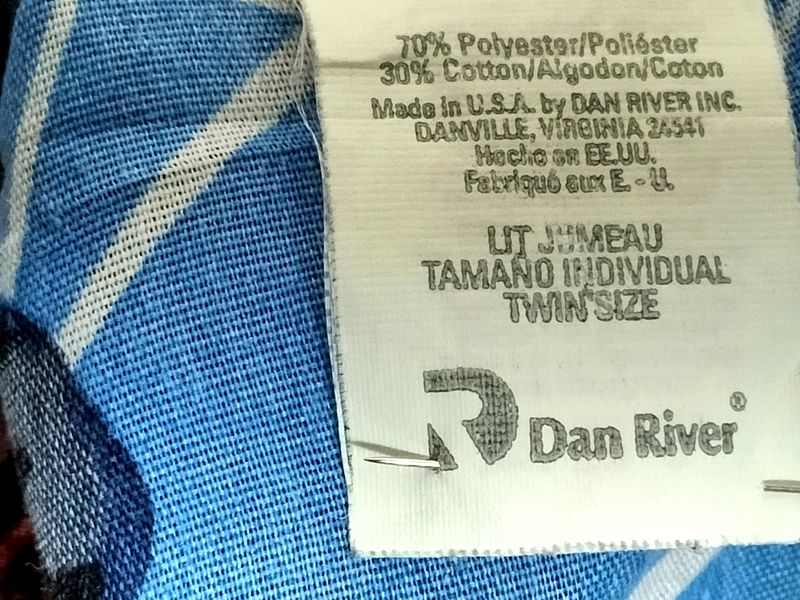 70% Polyester/Poliéster
30% Cotton/Algodon/Coton
Made in U.S.A. by DAN RIVER INC.
DANVILLE, VIRGINIA 24541
Hecho en EE.UU.
Fabriqué aux E. - U.
LIT JUMEAU
TAMAÑO INDIVIDUAL
TWIN SIZE
Dan River®